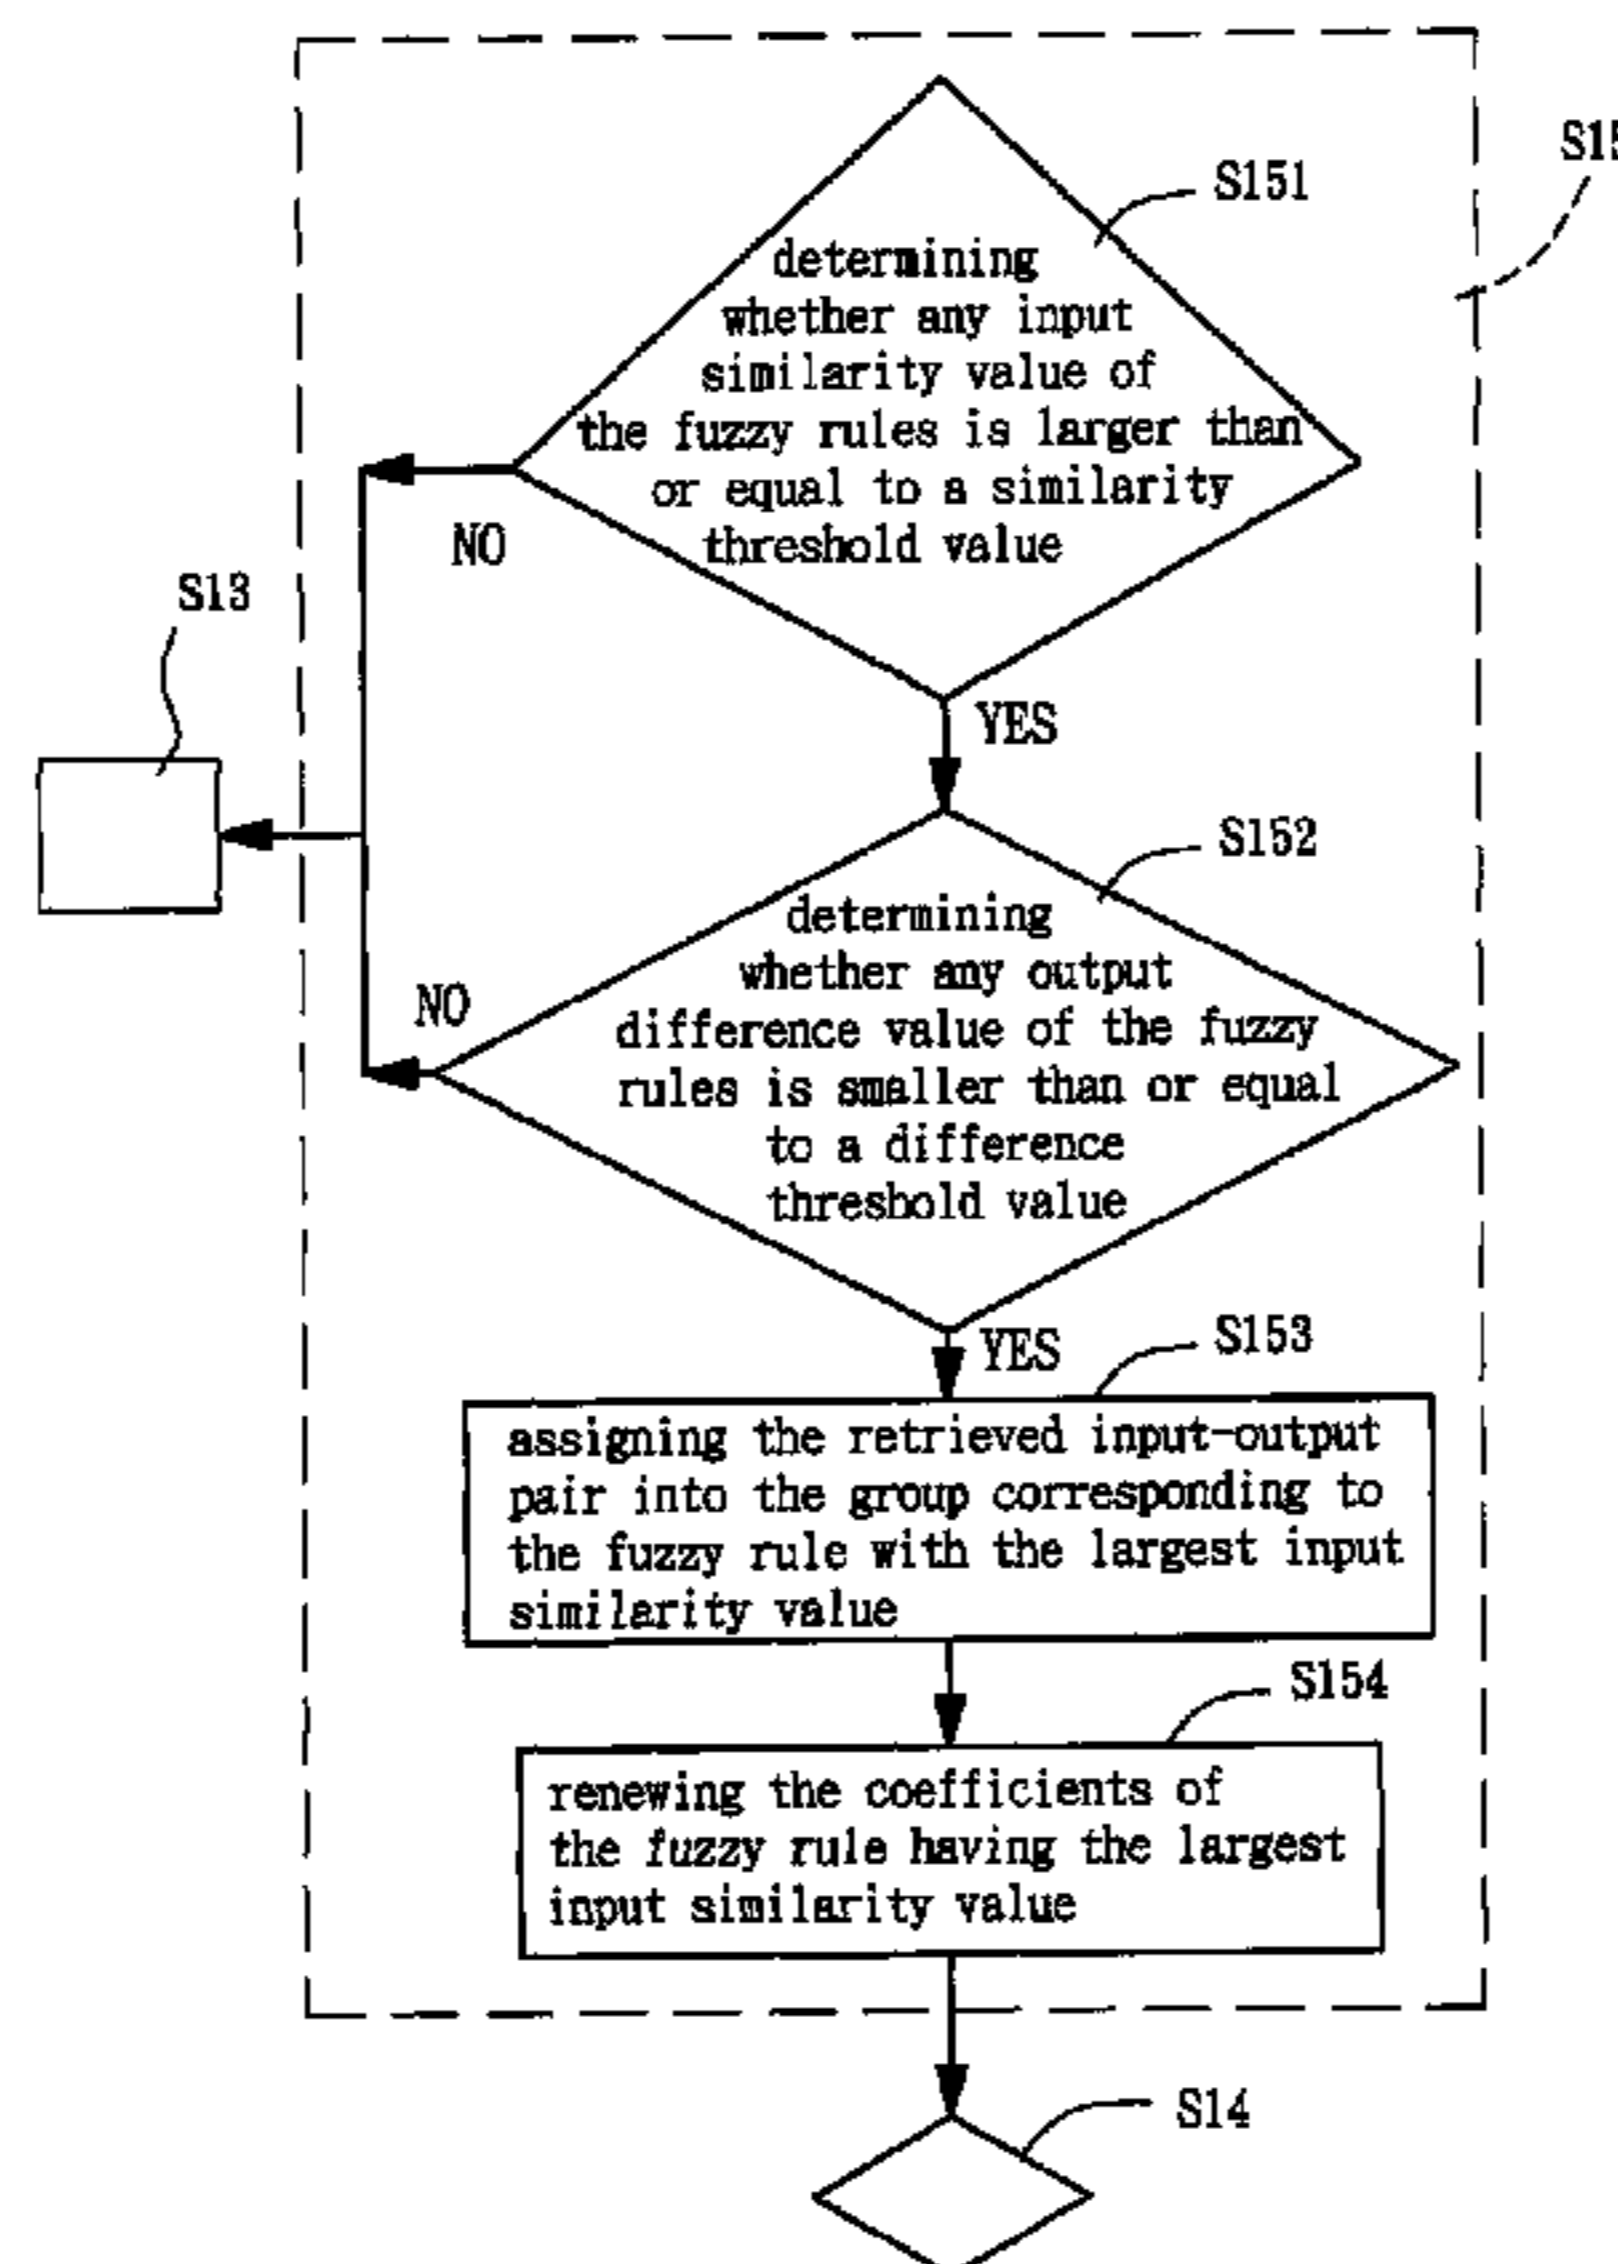 S15
S151
determining
whether any input
similarity value of
the fuzzy rules is larger than
or equal to a similarity
threshold value
NO
S13
YES
S152
determining
whether any output
difference value of the fuzzy
rules is smaller than or equal
to a difference
threshold value
NO
YES
S153
assigning the retrieved input-output
pair into the group corresponding to
the fuzzy rule with the largest input
similarity value
S154
renewing the coefficients of
the fuzzy rule having the largest
input similarity value
S14